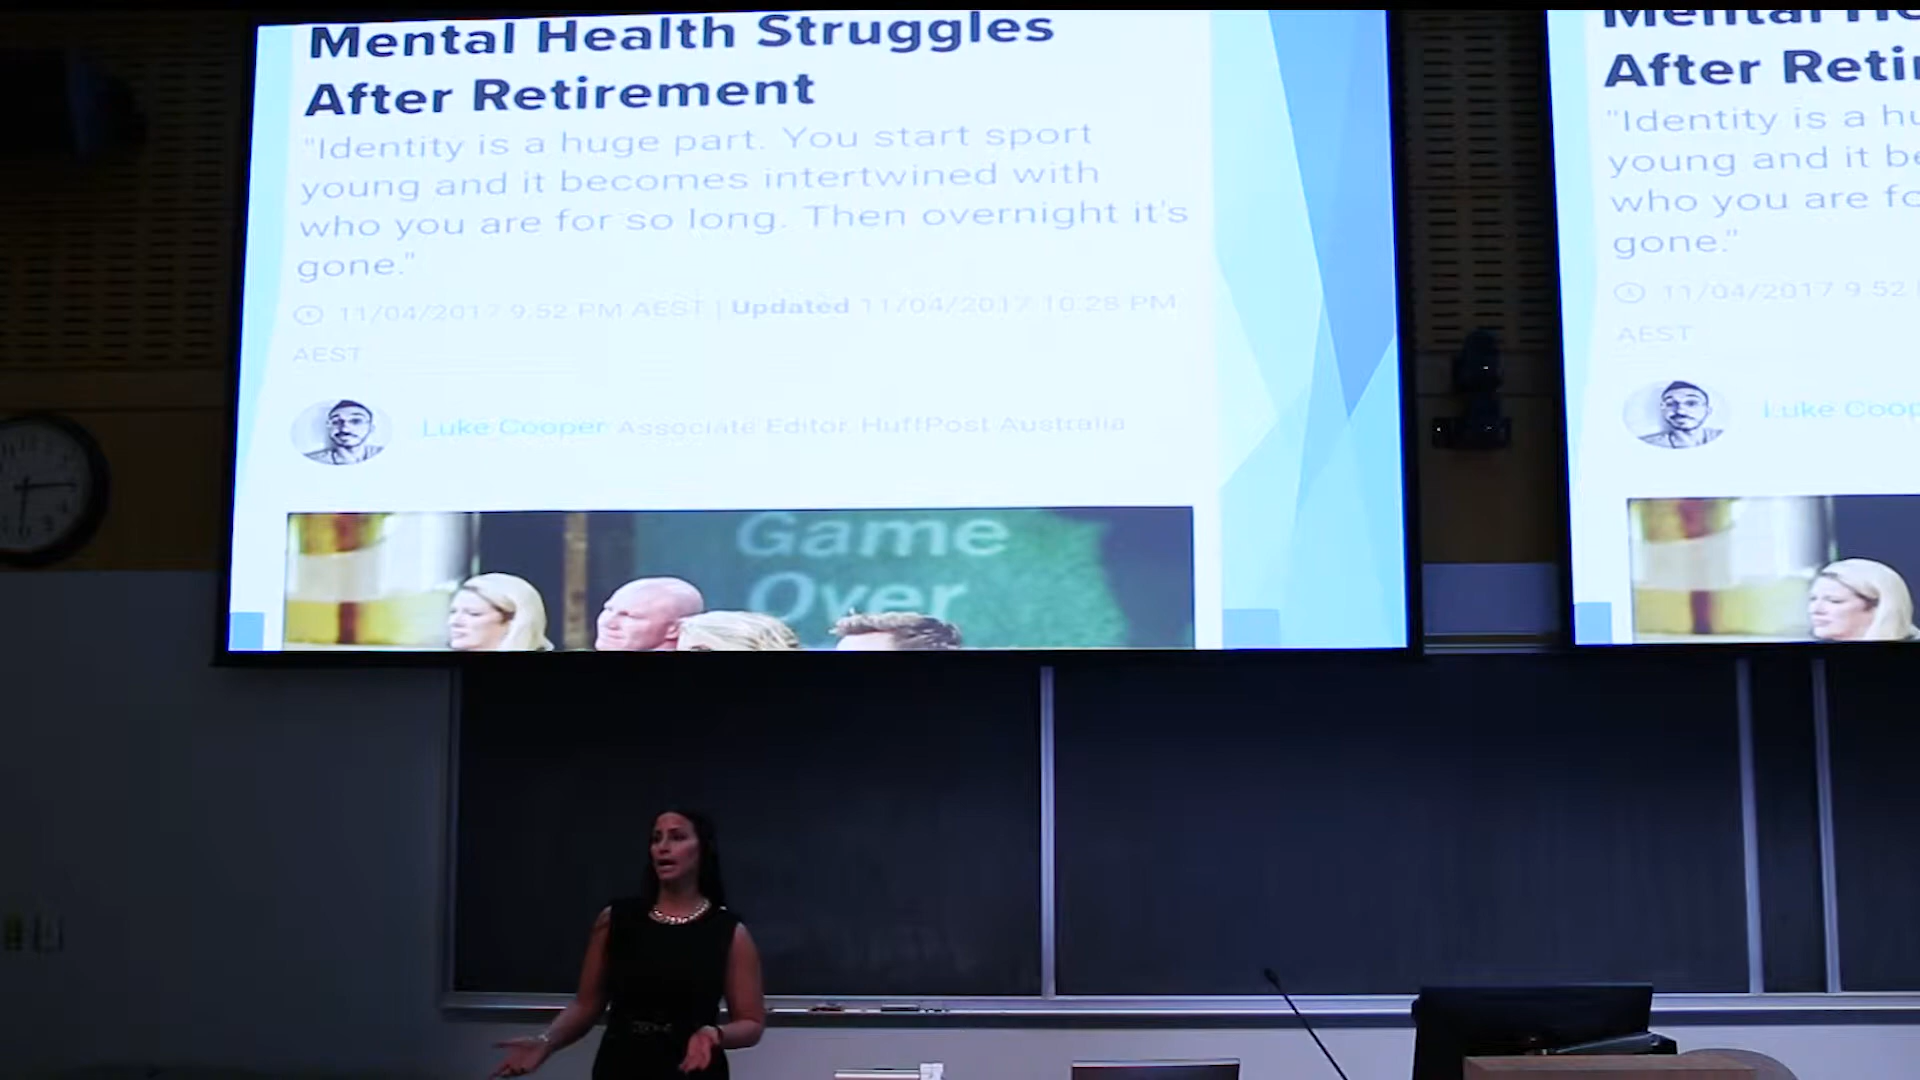 Mental Health Struggles
After Retirement
"Identity is a huge part. You start sport
young and it becomes intertwined with
who you are for so long. Then overnight it's
gone."
11/04/2017 9:52 PM AEST | Updated 11/04/2017 10:28 PM
AEST
Luke Cooper Associate Editor, HuffPost Australia
Game
Over
Mental He
After Retir
"Identity is a hu
young and it be
who you are fo
gone."
11/04/2017 9:52
AEST
Luke Coop